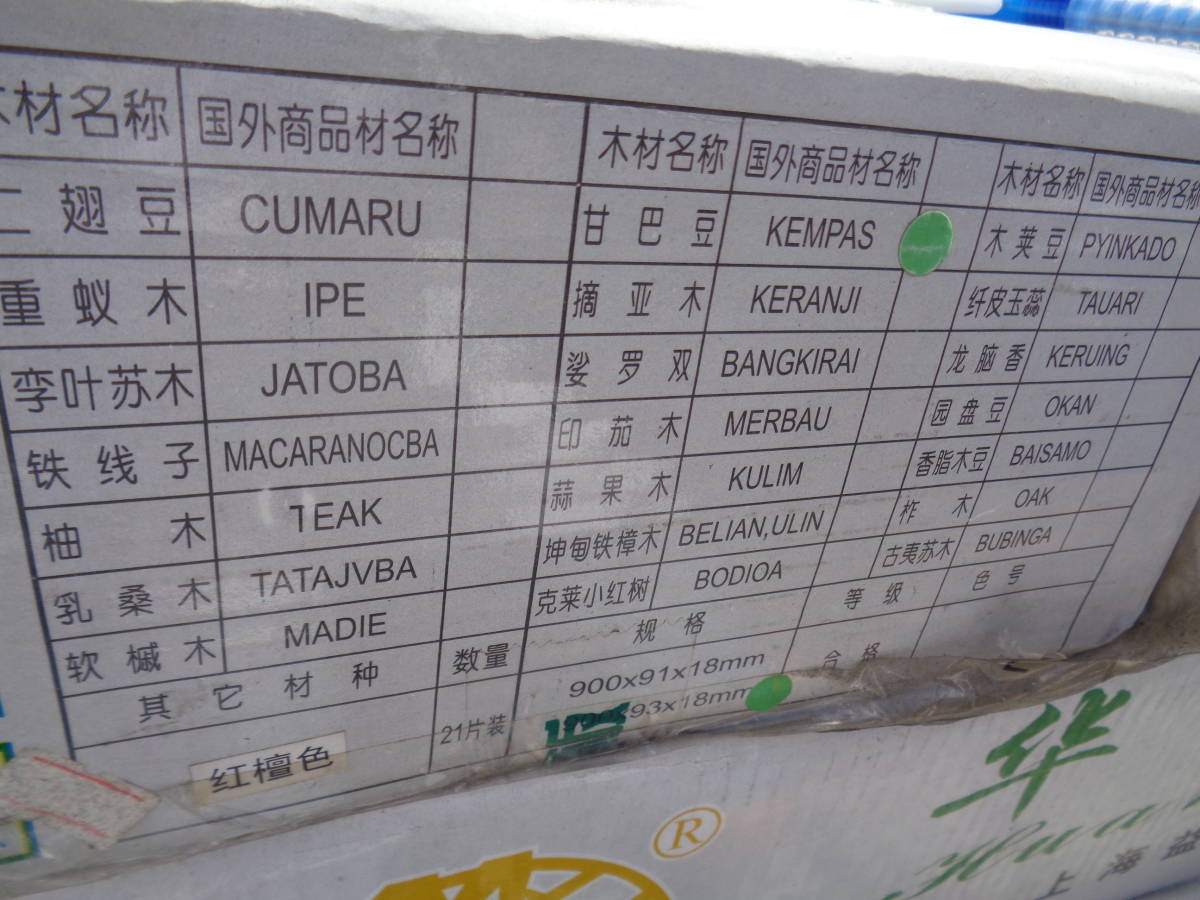 木材名称 国外商品材名称 木材名称 国外商品材名称 木材名称 国外商品材名称
二翅豆 CUMARU 甘巴豆 KEMPAS 木荚豆 PYINKADO
重蚁木 IPE 摘亚木 KERANJI 纤皮玉蕊 TAUARI
李叶苏木 JATOBA 娑罗双 BANGKIRAI 龙脑香 KERUING
铁线子 MACARANOCBA 印茄木 MERBAU 园盘豆 OKAN
柚木 TEAK 蒜果木 KULIM 香脂木豆 BAISAMO
乳桑木 TATAJVBA 坤甸铁樟木 BELIAN,ULIN 柞木 OAK
软槭木 MADIE 克莱小红树 BODIOA 古夷苏木 BUBINGA
其它材种 数量 规格 等级 色号
红檀色 21片装 900x91x18mm 合格
93x18mm
®
华
Hua
上海益